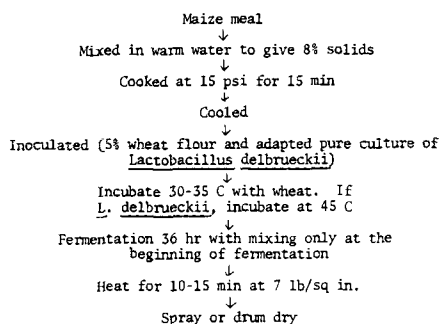 Maize meal
Mixed in warm water to give 8% solids
Cooked at 15 psi for 15 min
Cooled
Inoculated (5% wheat flour and adapted pure culture of
Lactobacillus delbrueckii)
Incubate 30-35 C with wheat. If
L. delbrueckii, incubate at 45 C
Fermentation 36 hr with mixing only at the
beginning of fermentation
Heat for 10-15 min at 7 lb/sq in.
Spray or drum dry